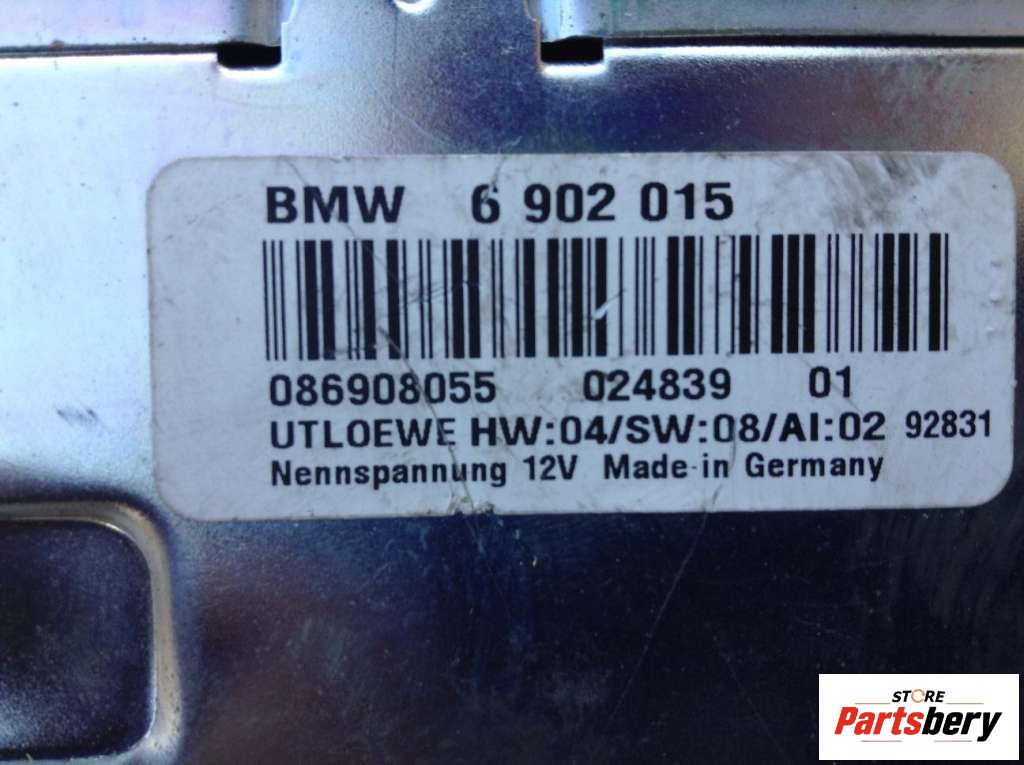 BMW 6 902 015
086908055 024839 01
UTLOEWE HW:04/SW:08/AI:02 92831
Nennspannung 12V Made in Germany
STORE
Partsbery